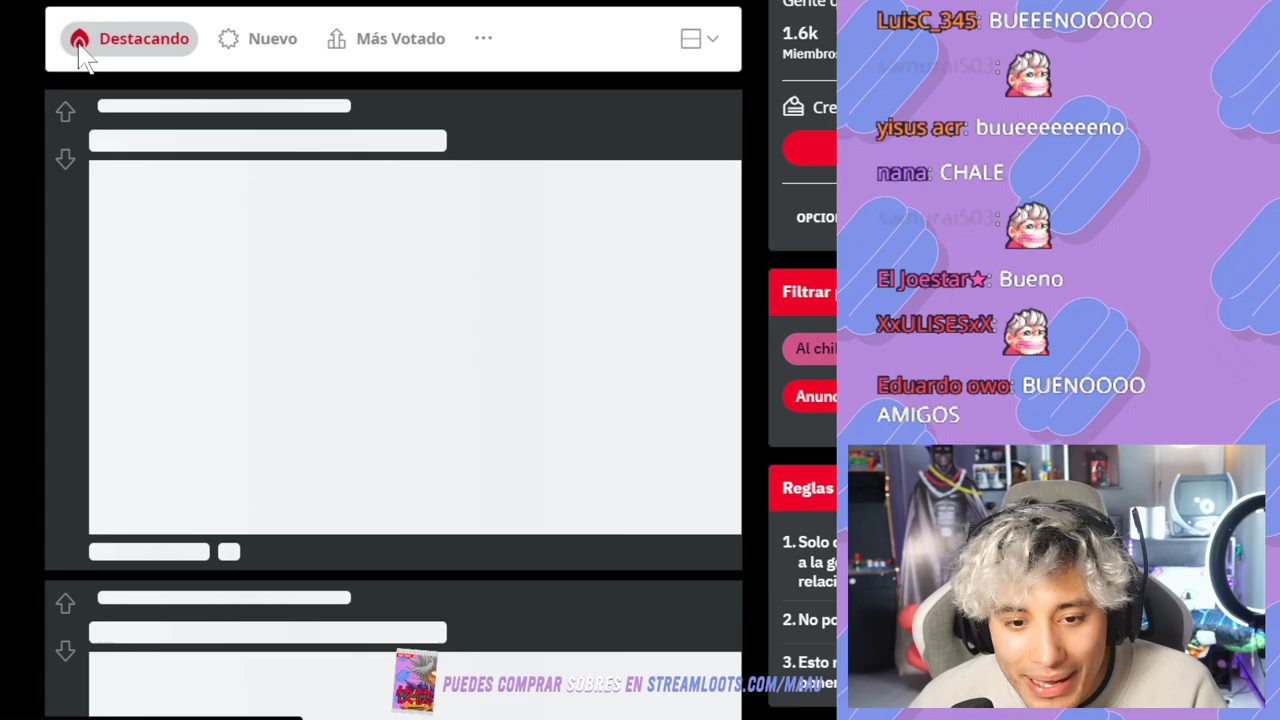 Destacando Nuevo Más Votado ...
1.6k
Miembros
Cre
OPCIO
Filtrar
Al chil
Anunc
Reglas
1. Solo
a la g
relaci
2. No po
3. Esto
LuisC_345: BUEEENOOOOO
samurai503:
yisus acr: buueeeeeeeno
nana: CHALE
samurai503:
El Joestar★: Bueno
XxULISESxX:
Eduardo owo: BUENOOOO
AMIGOS
PUEDES COMPRAR SOBRES EN STREAMLOOTS.COM/